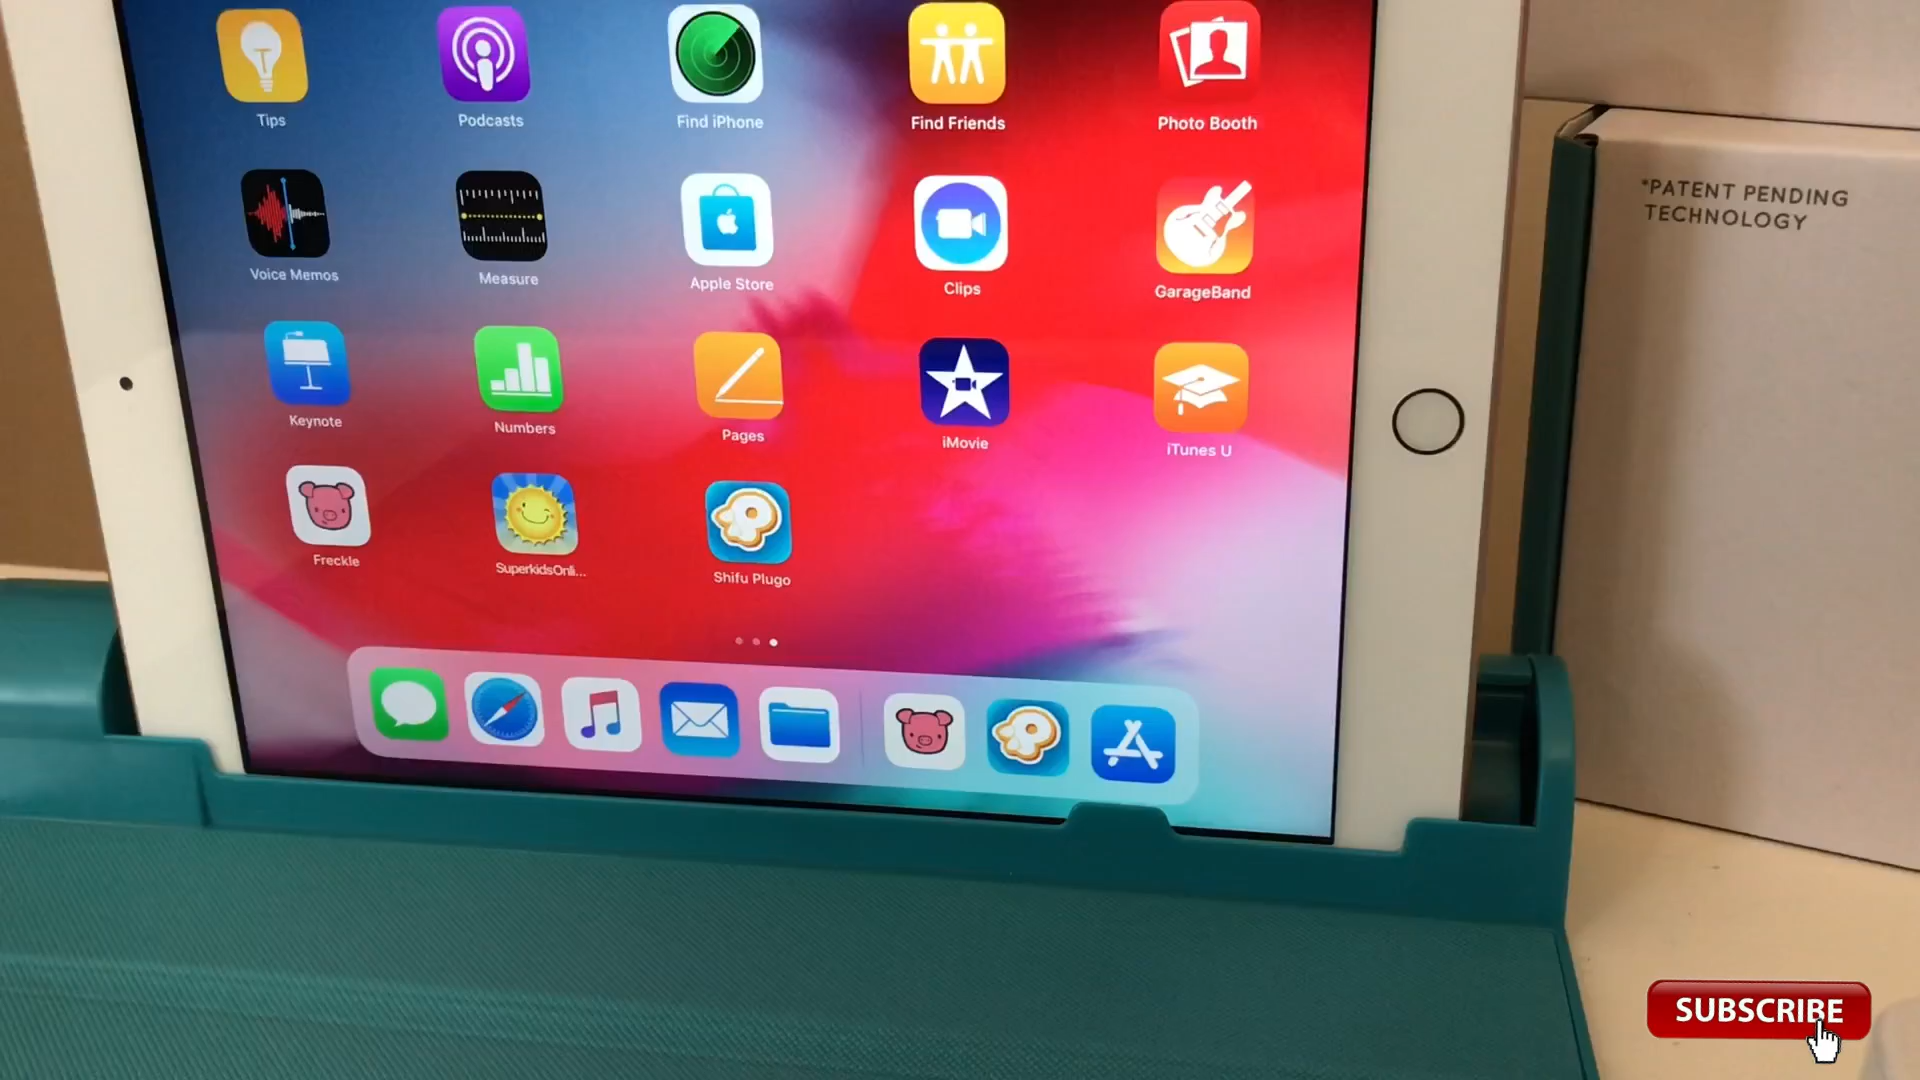 Tips
Podcasts
Find iPhone
Find Friends
Photo Booth
Voice Memos
Measure
Apple Store
Clips
GarageBand
Keynote
Numbers
Pages
iMovie
iTunes U
Freckle
SuperkidsOnli...
Shifu Plugo
*PATENT PENDING
TECHNOLOGY
SUBSCRIBE